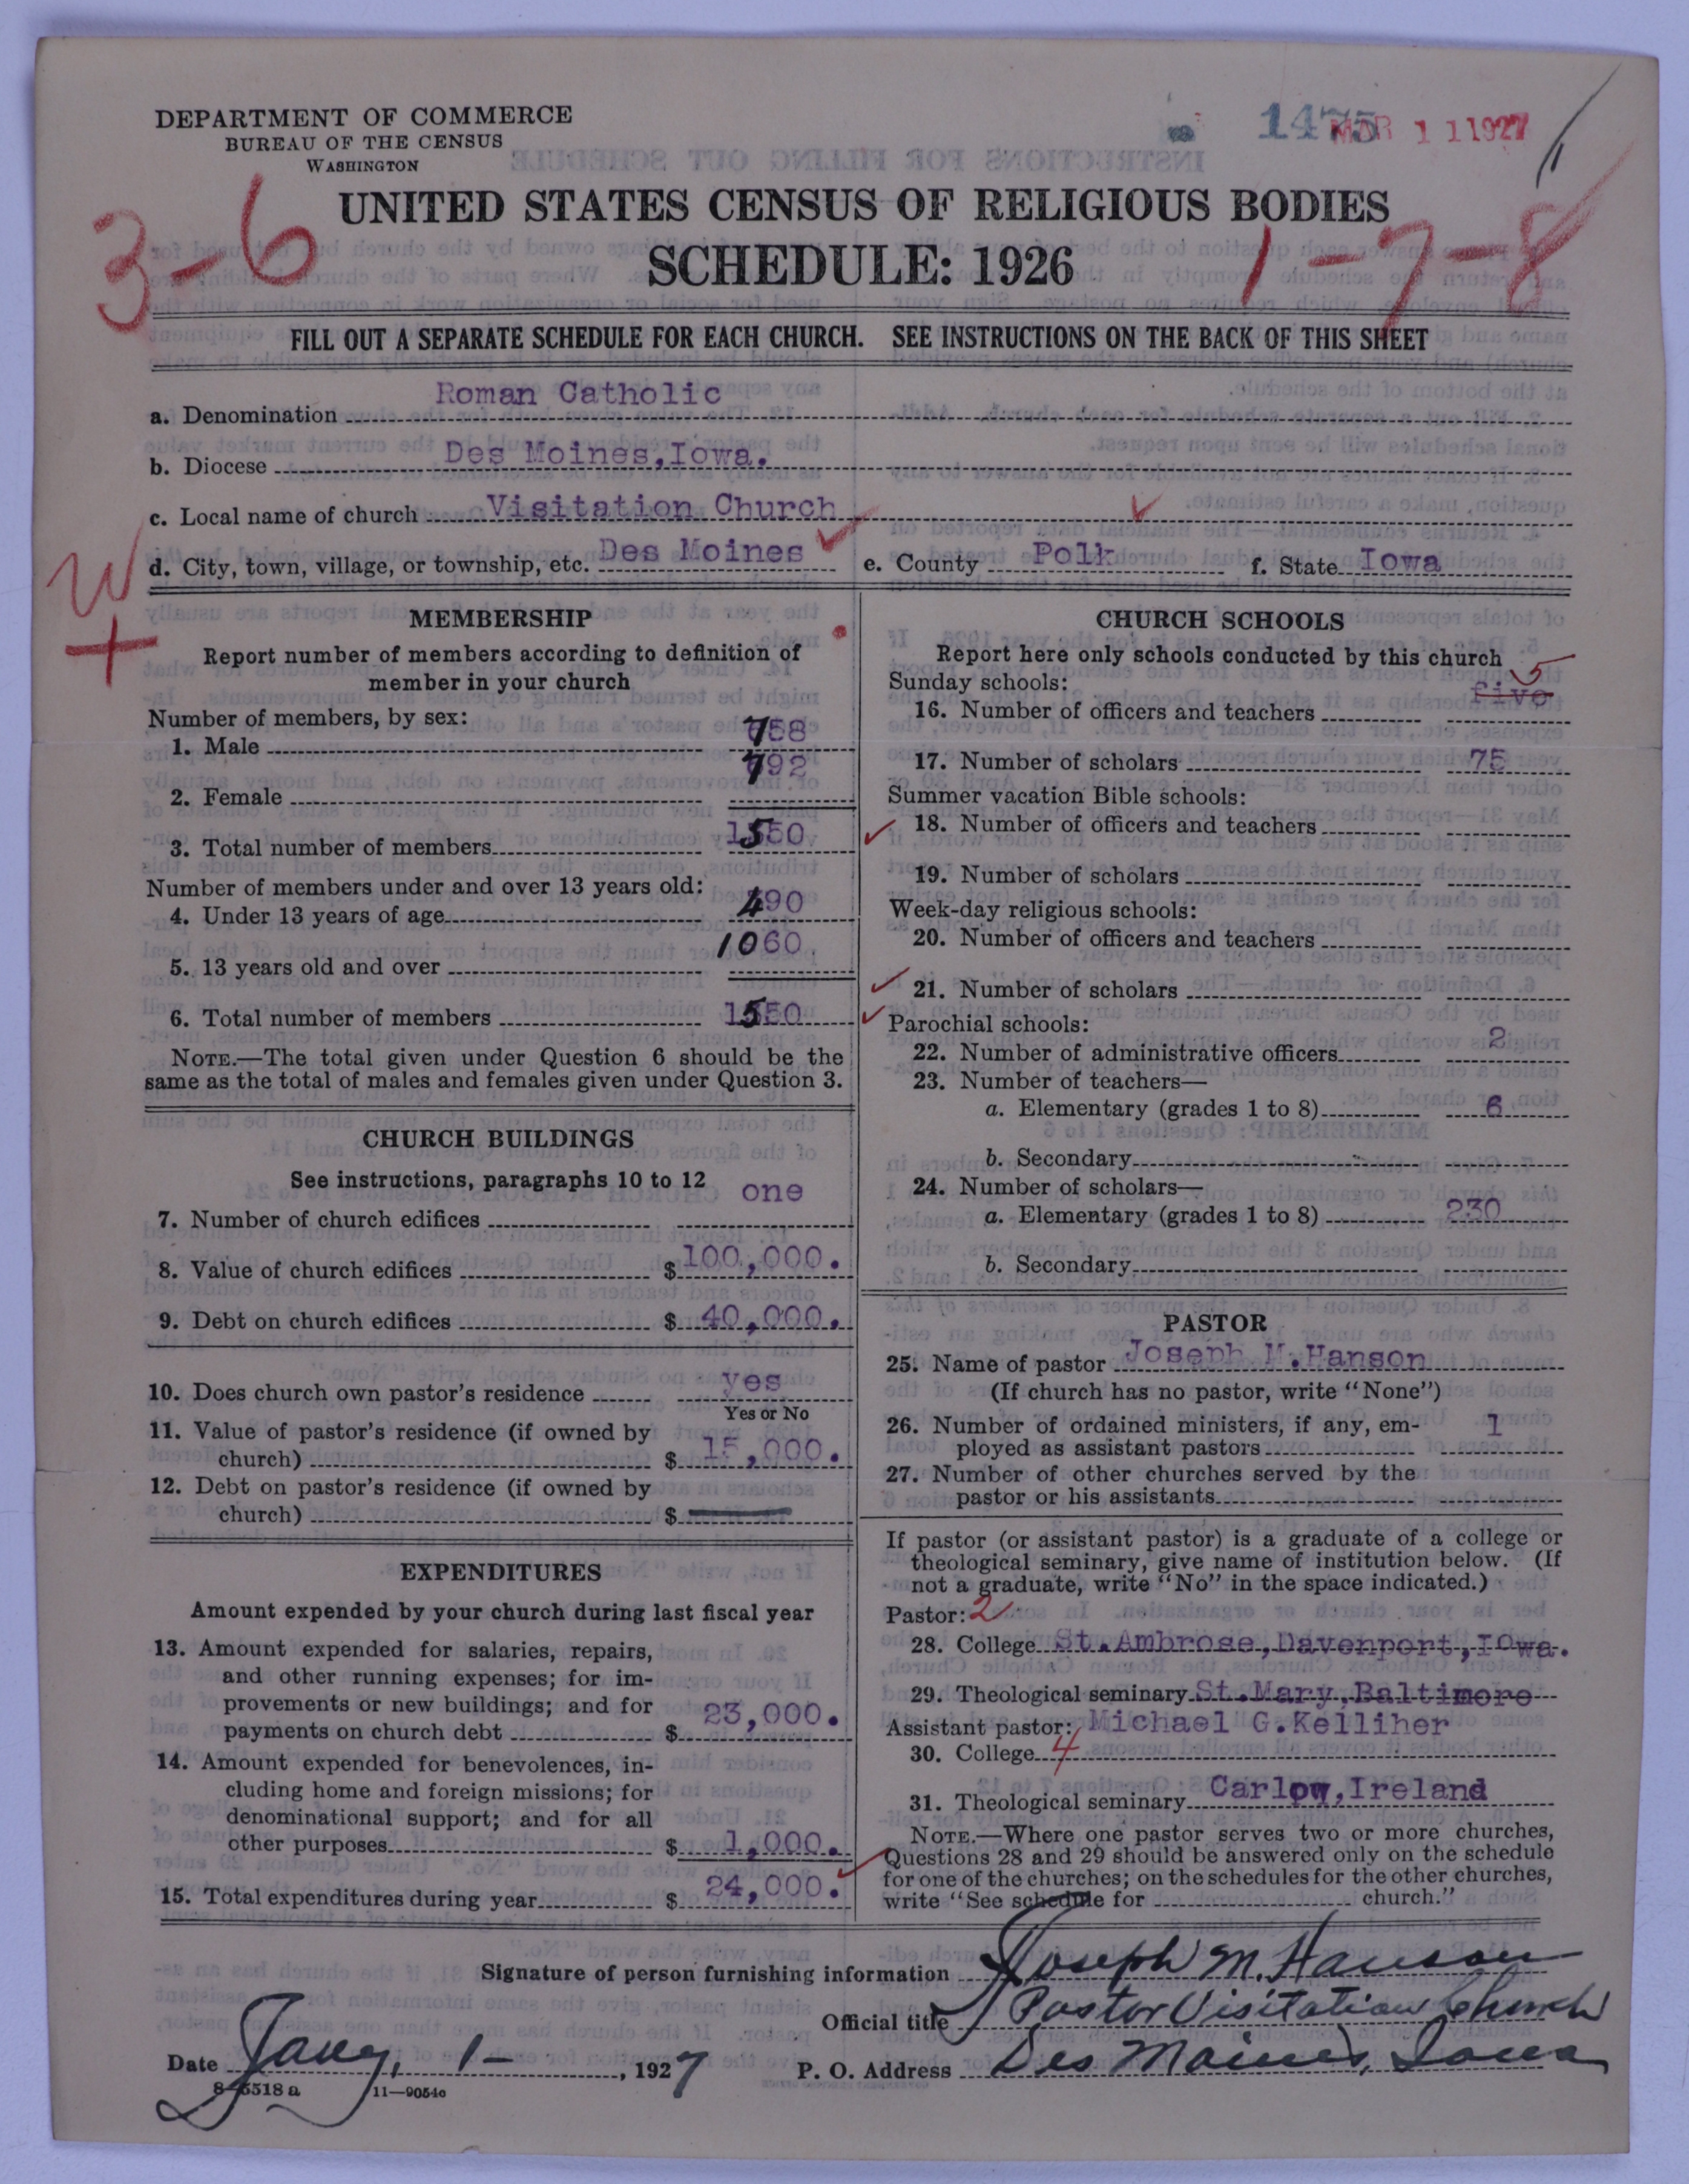 DEPARTMENT OF COMMERCE
BUREAU OF THE CENSUS
WASHINGTON
1475
MAR 1 1 1927
UNITED STATES CENSUS OF RELIGIOUS BODIES
3-6
SCHEDULE: 1926
1-7-8
FILL OUT A SEPARATE SCHEDULE FOR EACH CHURCH. SEE INSTRUCTIONS ON THE BACK OF THIS SHEET
a. Denomination Roman Catholic
b. Diocese Des Moines, Iowa.
c. Local name of church Visitation Church
d. City, town, village, or township, etc. Des Moines e. County Polk f. State Iowa
W
+
MEMBERSHIP
Report number of members according to definition of
member in your church
Number of members, by sex:
1. Male 758
2. Female 792
3. Total number of members 1550
Number of members under and over 13 years old:
4. Under 13 years of age 490
5. 13 years old and over 1060
6. Total number of members 1550
NOTE.—The total given under Question 6 should be the
same as the total of males and females given under Question 3.
CHURCH BUILDINGS
See instructions, paragraphs 10 to 12
7. Number of church edifices one
8. Value of church edifices $ 100,000.
9. Debt on church edifices $ 40,000.
10. Does church own pastor's residence yes
Yes or No
11. Value of pastor's residence (if owned by
church) $ 15,000.
12. Debt on pastor's residence (if owned by
church) $
EXPENDITURES
Amount expended by your church during last fiscal year
13. Amount expended for salaries, repairs,
and other running expenses; for im-
provements or new buildings; and for
payments on church debt $ 23,000.
14. Amount expended for benevolences, in-
cluding home and foreign missions; for
denominational support; and for all
other purposes $ 1,000.
15. Total expenditures during year $ 24,000.
CHURCH SCHOOLS
Report here only schools conducted by this church
Sunday schools: 5
16. Number of officers and teachers five
17. Number of scholars 75
Summer vacation Bible schools:
18. Number of officers and teachers
19. Number of scholars
Week-day religious schools:
20. Number of officers and teachers
21. Number of scholars
Parochial schools:
22. Number of administrative officers 2
23. Number of teachers—
a. Elementary (grades 1 to 8) 6
b. Secondary
24. Number of scholars—
a. Elementary (grades 1 to 8) 230
b. Secondary
PASTOR
25. Name of pastor Joseph M. Hanson
(If church has no pastor, write "None")
26. Number of ordained ministers, if any, em-
ployed as assistant pastors 1
27. Number of other churches served by the
pastor or his assistants
If pastor (or assistant pastor) is a graduate of a college or
theological seminary, give name of institution below. (If
not a graduate, write "No" in the space indicated.)
Pastor: 2
28. College St. Ambrose, Davenport, Iowa.
29. Theological seminary St. Mary, Baltimore
Assistant pastor: Michael G. Kelliher
30. College 4
31. Theological seminary Carlow, Ireland
NOTE.—Where one pastor serves two or more churches,
Questions 28 and 29 should be answered only on the schedule
for one of the churches; on the schedules for the other churches,
write "See schedule for church."
Signature of person furnishing information Joseph M. Hanson
Official title Pastor Visitation Church
Date Jany. 1- , 1927 P. O. Address Des Moines, Iowa
8-5518 a 11—9054o